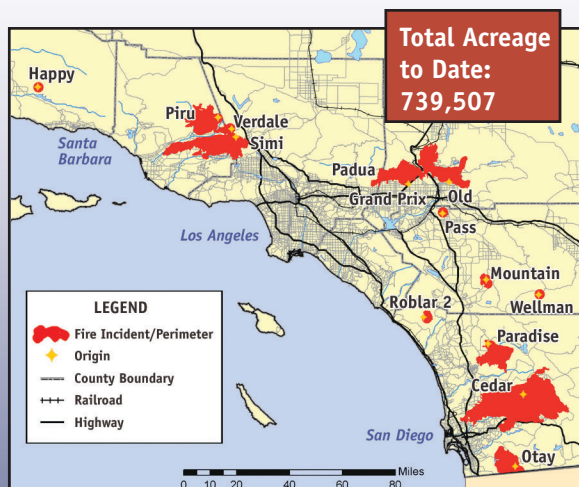 Total Acreage
to Date:
739,507
Happy
Piru
Verdale
Simi
Santa
Barbara
Padua
Old
Grand Prix
Pass
Los Angeles
Mountain
Wellman
Roblar 2
Paradise
Cedar
San Diego
Otay
LEGEND
Fire Incident/Perimeter
Origin
County Boundary
Railroad
Highway
Miles
0 10 20 40 60 80